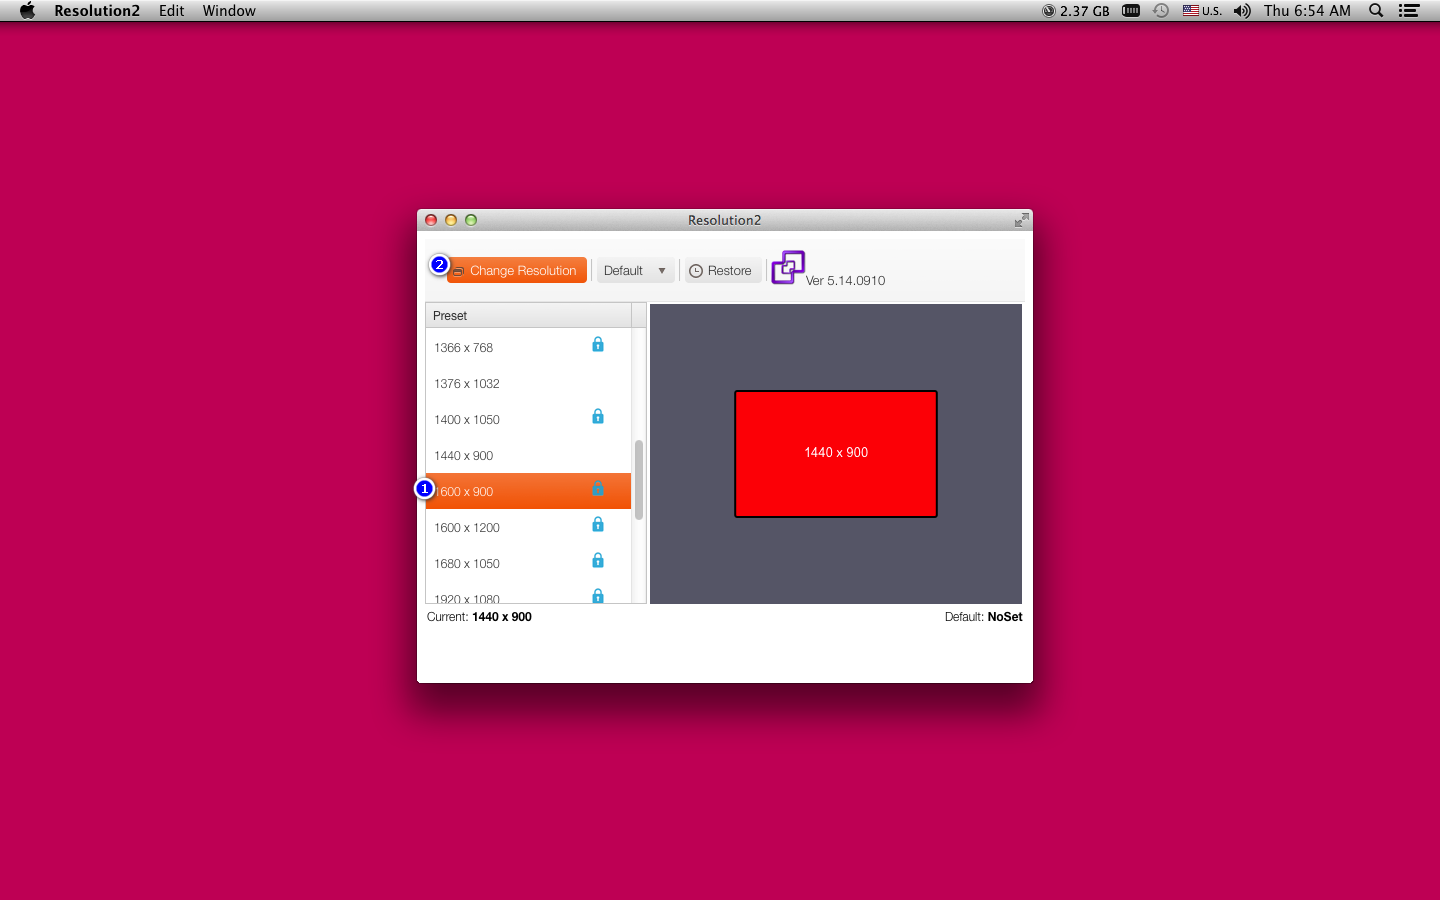 Resolution2 Edit Window 2.37 GB U.S. Thu 6:54 AM
Resolution2
2 Change Resolution Default Restore Ver 5.14.0910
Preset
1366 x 768
1376 x 1032
1400 x 1050
1440 x 900
1 1600 x 900
1600 x 1200
1680 x 1050
1920 x 1080
1440 x 900
Current: 1440 x 900 Default: NoSet